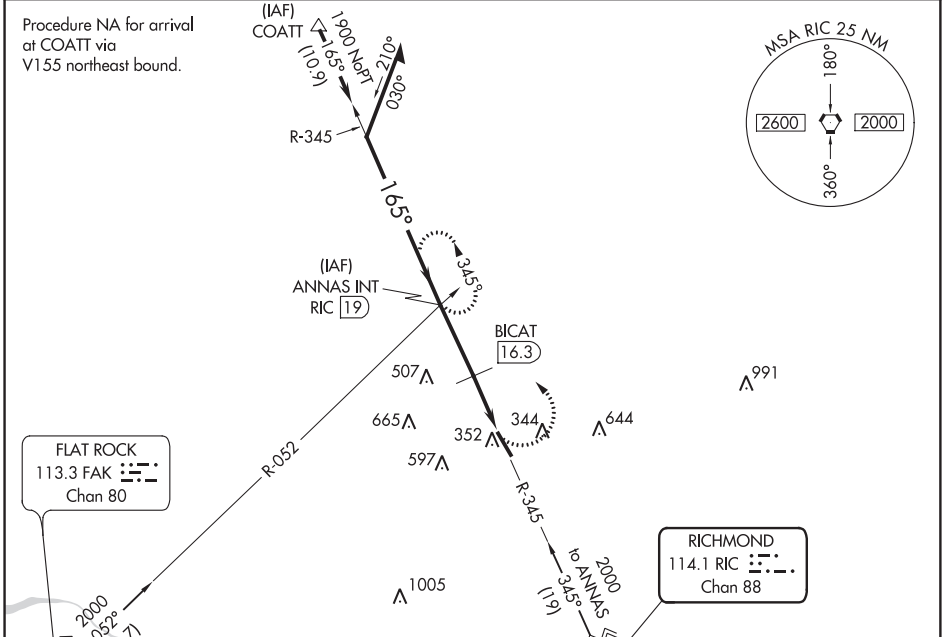 Procedure NA for arrival
at COATT via
V155 northeast bound.
(IAF)
COATT
1900 NoPT
165°
(10.9)
210°
030°
R-345
165°
MSA RIC 25 NM
180°
2600
2000
360°
(IAF)
ANNAS INT
RIC 19
345°
BICAT
16.3
507
991
665
352
344
644
597
R-052
FLAT ROCK
113.3 FAK
Chan 80
R-345
2000
to ANNAS
345°
(19)
RICHMOND
114.1 RIC
Chan 88
1005
2000
052°
7)